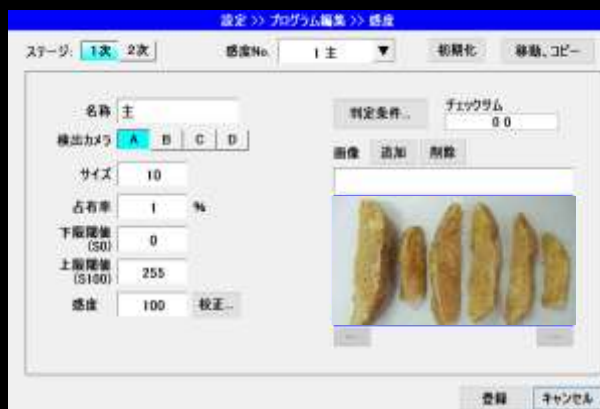 設定 >> プログラム編集 >> 感度
ステージ: 1次 2次 感度No. 1 主 ▼ 初期化 移動、コピー
名称 主 判定条件... チェックサム
0 0
検出カメラ A B C D
画像 追加 削除
サイズ 10
占有率 1 %
下限閾値 (S0) 0
上限閾値 (S100) 255
感度 100 校正...
登録 キャンセル